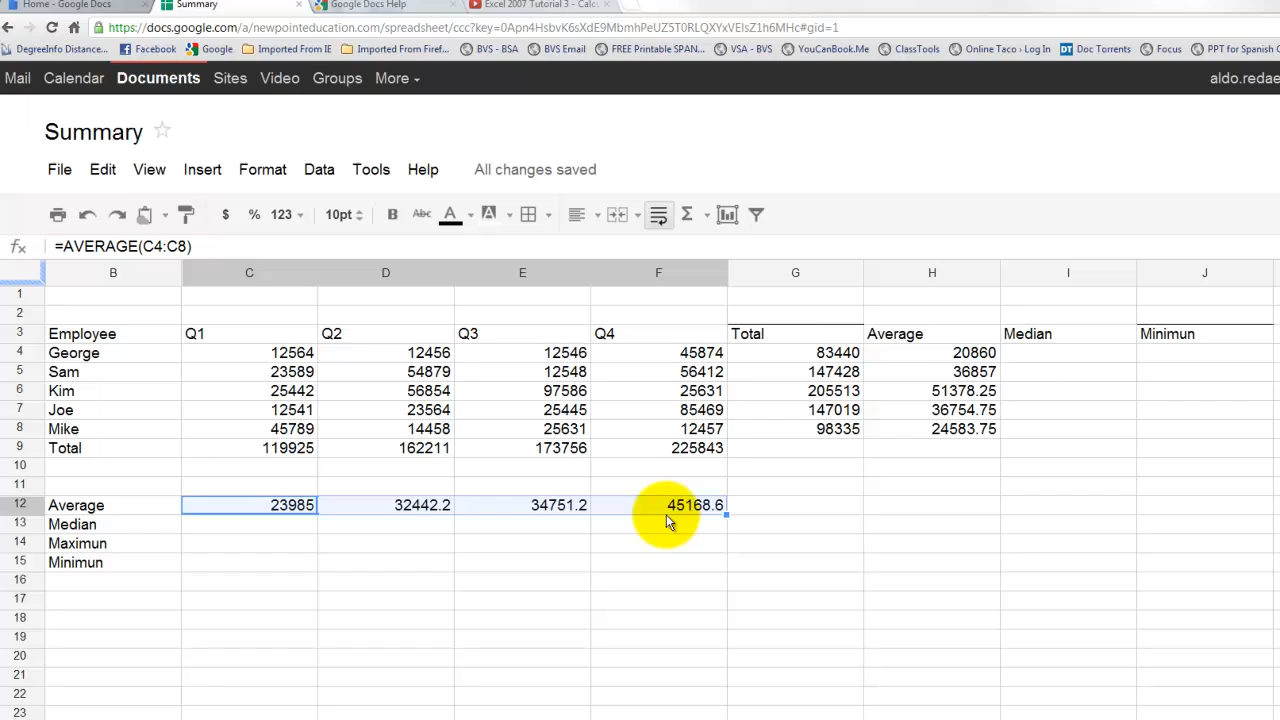 Home - Google Docs Summary Google Docs Help Excel 2007 Tutorial 3 - Calcu
https://docs.google.com/a/newpointeducation.com/spreadsheet/ccc?key=0Apn4HsbvK6sXdE9MbmhPeUZ5T0RLQXYxVElsZ1h6MHc#gid=1
DegreeInfo Distance... Facebook Google Imported From IE Imported From Firef... BVS - BSA BVS Email FREE Printable SPAN... VSA - BVS YouCanBook.Me ClassTools Online Taco › Log In DT Doc Torrents Focus PPT for Spanish
Mail Calendar Documents Sites Video Groups More aldo.redae
Summary
File Edit View Insert Format Data Tools Help All changes saved
$ % 123 10pt B Abc A A Σ
fx =AVERAGE(C4:C8)
B C D E F G H I J
1
2
3 Employee Q1 Q2 Q3 Q4 Total Average Median Minimun
4 George 12564 12456 12546 45874 83440 20860
5 Sam 23589 54879 12548 56412 147428 36857
6 Kim 25442 56854 97586 25631 205513 51378.25
7 Joe 12541 23564 25445 85469 147019 36754.75
8 Mike 45789 14458 25631 12457 98335 24583.75
9 Total 119925 162211 173756 225843
10
11
12 Average 23985 32442.2 34751.2 45168.6
13 Median
14 Maximun
15 Minimun
16
17
18
19
20
21
22
23